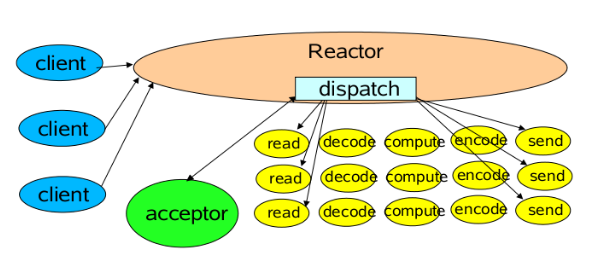 Reactor
client
dispatch
client
read decode compute encode send
read decode compute encode send
client
acceptor
read decode compute encode send